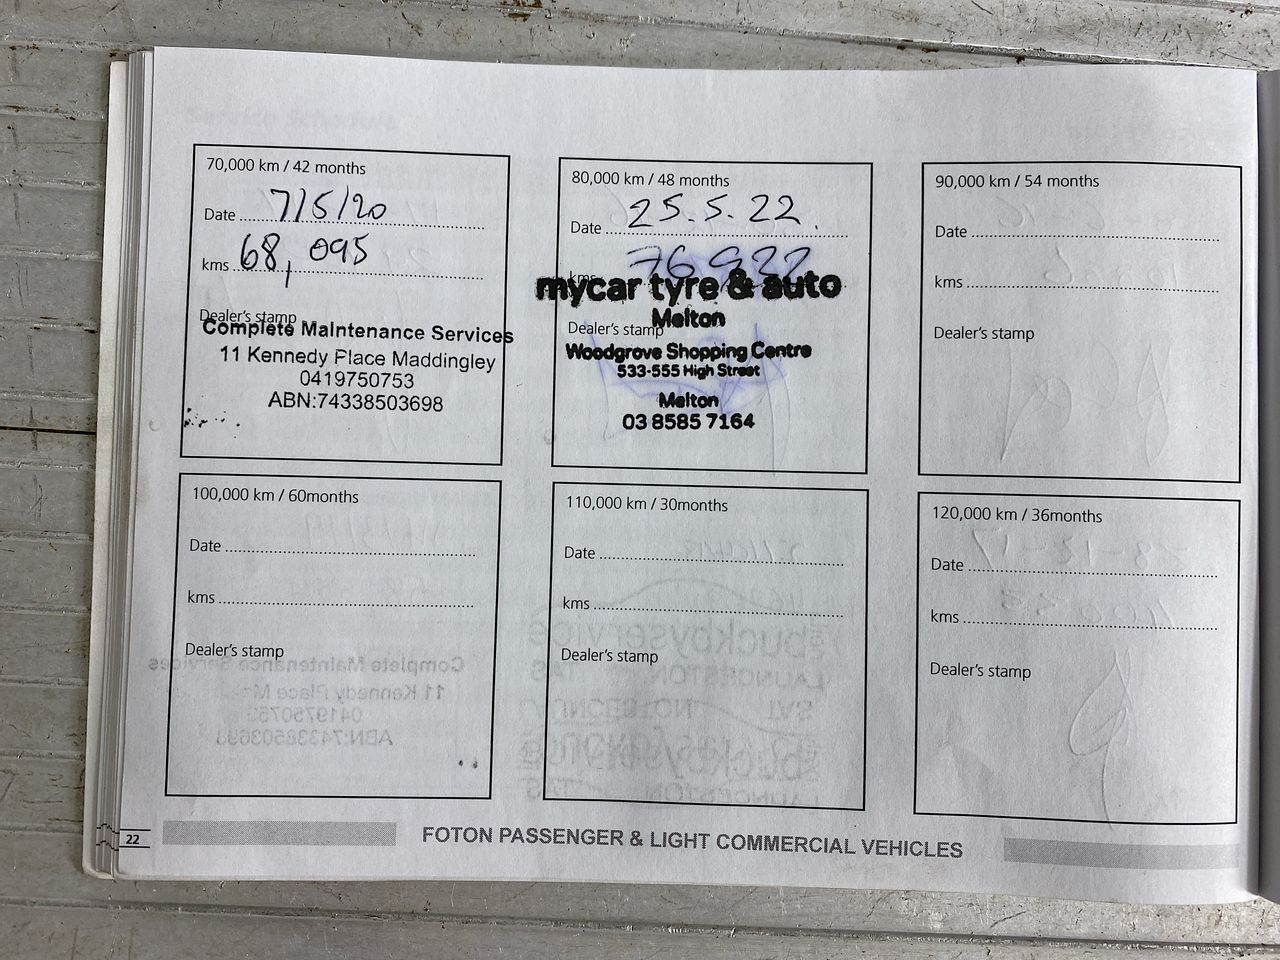 70,000 km / 42 months
Date 7/5/20
kms 68,095
Dealer's stamp
Complete Maintenance Services
11 Kennedy Place Maddingley
0419750753
ABN:74338503698
80,000 km / 48 months
Date 25.5.22.
kms 76922
mycar tyre & auto
Melton
Dealer's stamp
Woodgrove Shopping Centre
533-555 High Street
Melton
03 8585 7164
90,000 km / 54 months
Date
kms
Dealer's stamp
100,000 km / 60months
Date
kms
Dealer's stamp
110,000 km / 30months
Date
kms
Dealer's stamp
120,000 km / 36months
Date
kms
Dealer's stamp
22
FOTON PASSENGER & LIGHT COMMERCIAL VEHICLES